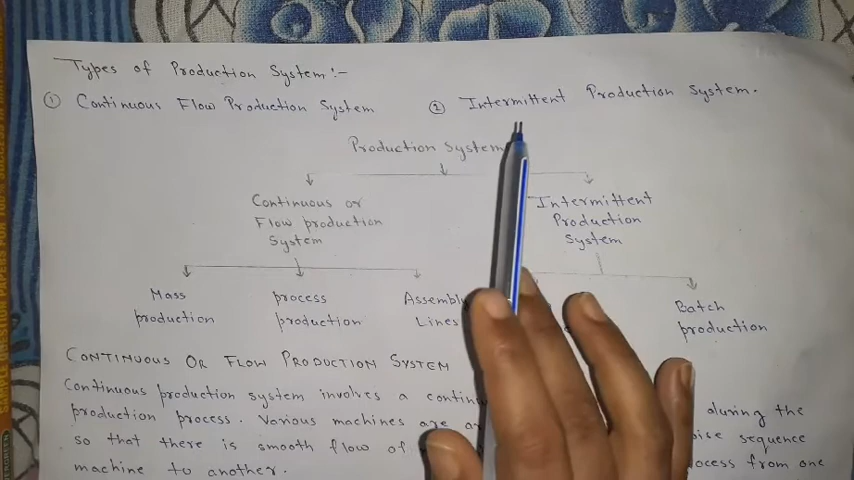 Types of Production System:-
① Continuous Flow Production System ② Intermittent Production System.
Production System
Continuous or
Flow production
System
Intermittent
Production
System
Mass
production
process
production
Assembly
Lines
Batch
production
CONTINUOUS OR FLOW PRODUCTION SYSTEM
Continuous production system involves a during the
production process. Various machines are sequence
so that there is smooth flow of from one
machine to another.